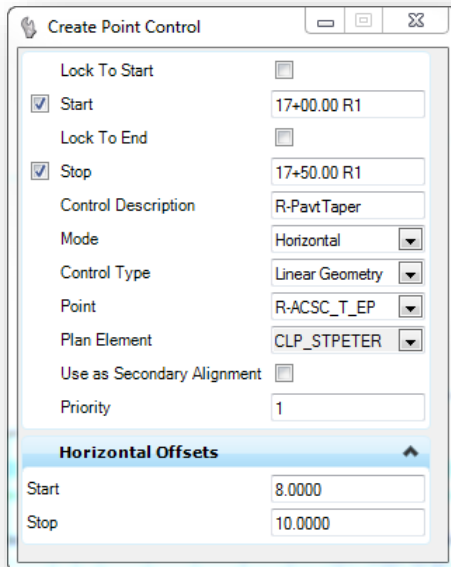 Create Point Control
Lock To Start
Start 17+00.00 R1
Lock To End
Stop 17+50.00 R1
Control Description R-PavtTaper
Mode Horizontal
Control Type Linear Geometry
Point R-ACSC_T_EP
Plan Element CLP_STPETER
Use as Secondary Alignment
Priority 1
Horizontal Offsets
Start 8.0000
Stop 10.0000